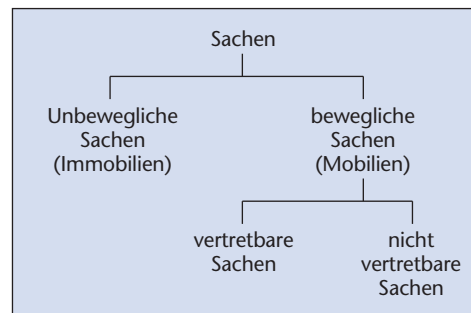 Sachen
Unbewegliche
Sachen
(Immobilien)
bewegliche
Sachen
(Mobilien)
vertretbare
Sachen
nicht
vertretbare
Sachen